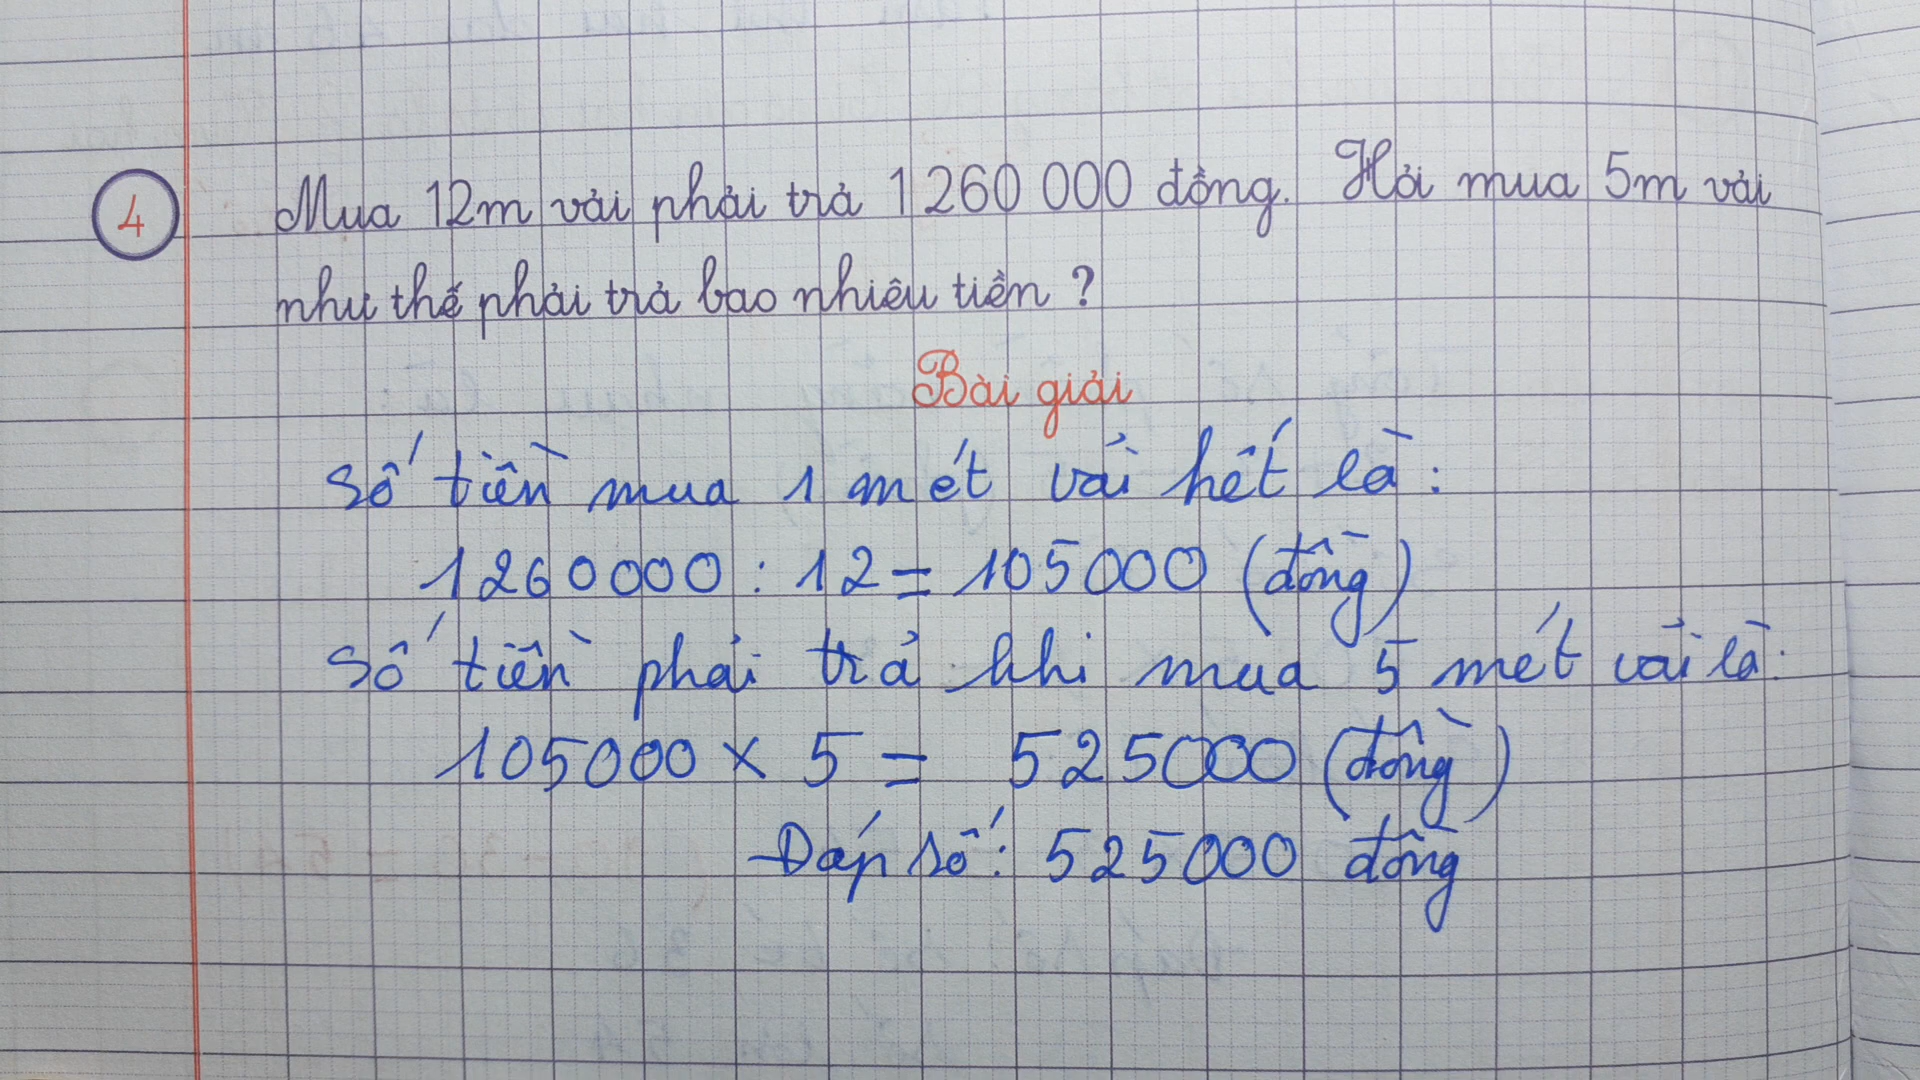 4 Mua 12m vải phải trả 1 260 000 đồng. Hỏi mua 5m vải
như thế phải trả bao nhiêu tiền ?
Bài giải
Số tiền mua 1 mét vải hết là :
1260000 : 12 = 105000 (đồng)
Số tiền phải trả khi mua 5 mét vải là :
105000 × 5 = 525000 (đồng)
Đáp số : 525000 đồng